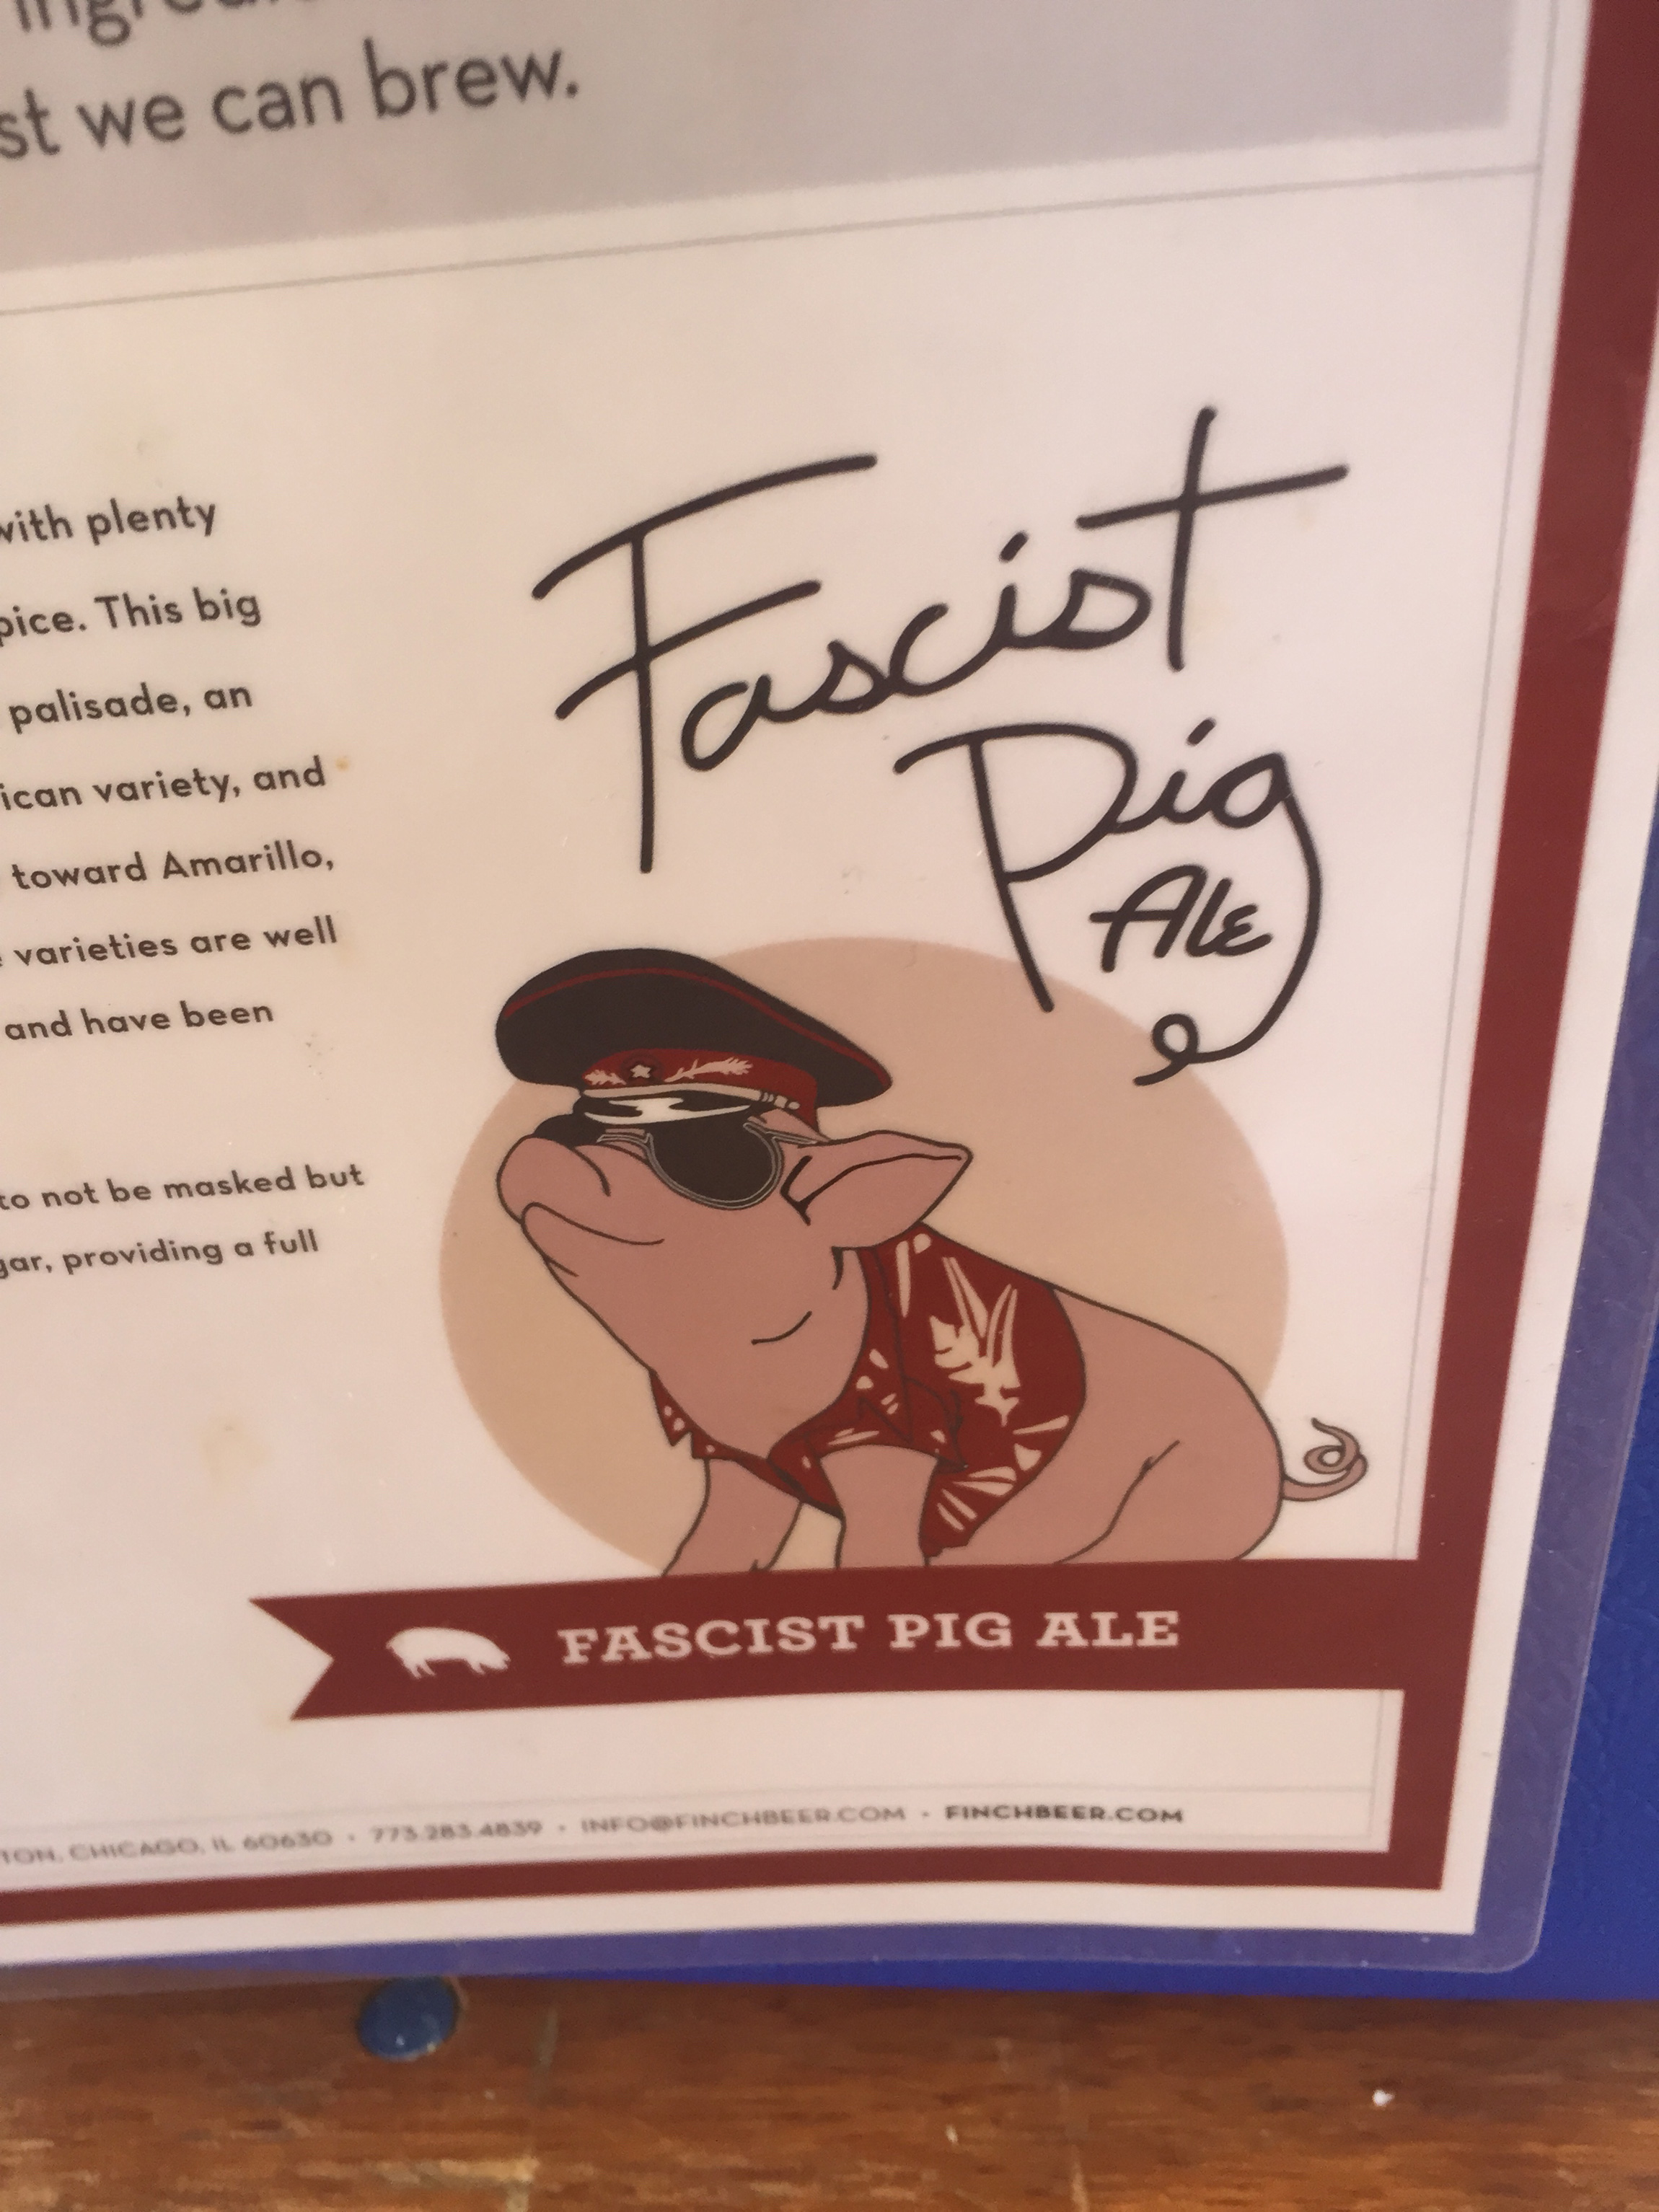 st we can brew.
with plenty
pice. This big
palisade, an
ican variety, and
toward Amarillo,
varieties are well
and have been
to not be masked but
gar, providing a full
Fascist
Pig
Ale
FASCIST PIG ALE
TON, CHICAGO, IL 60630 • 773.283.4839 • INFO@FINCHBEER.COM • FINCHBEER.COM